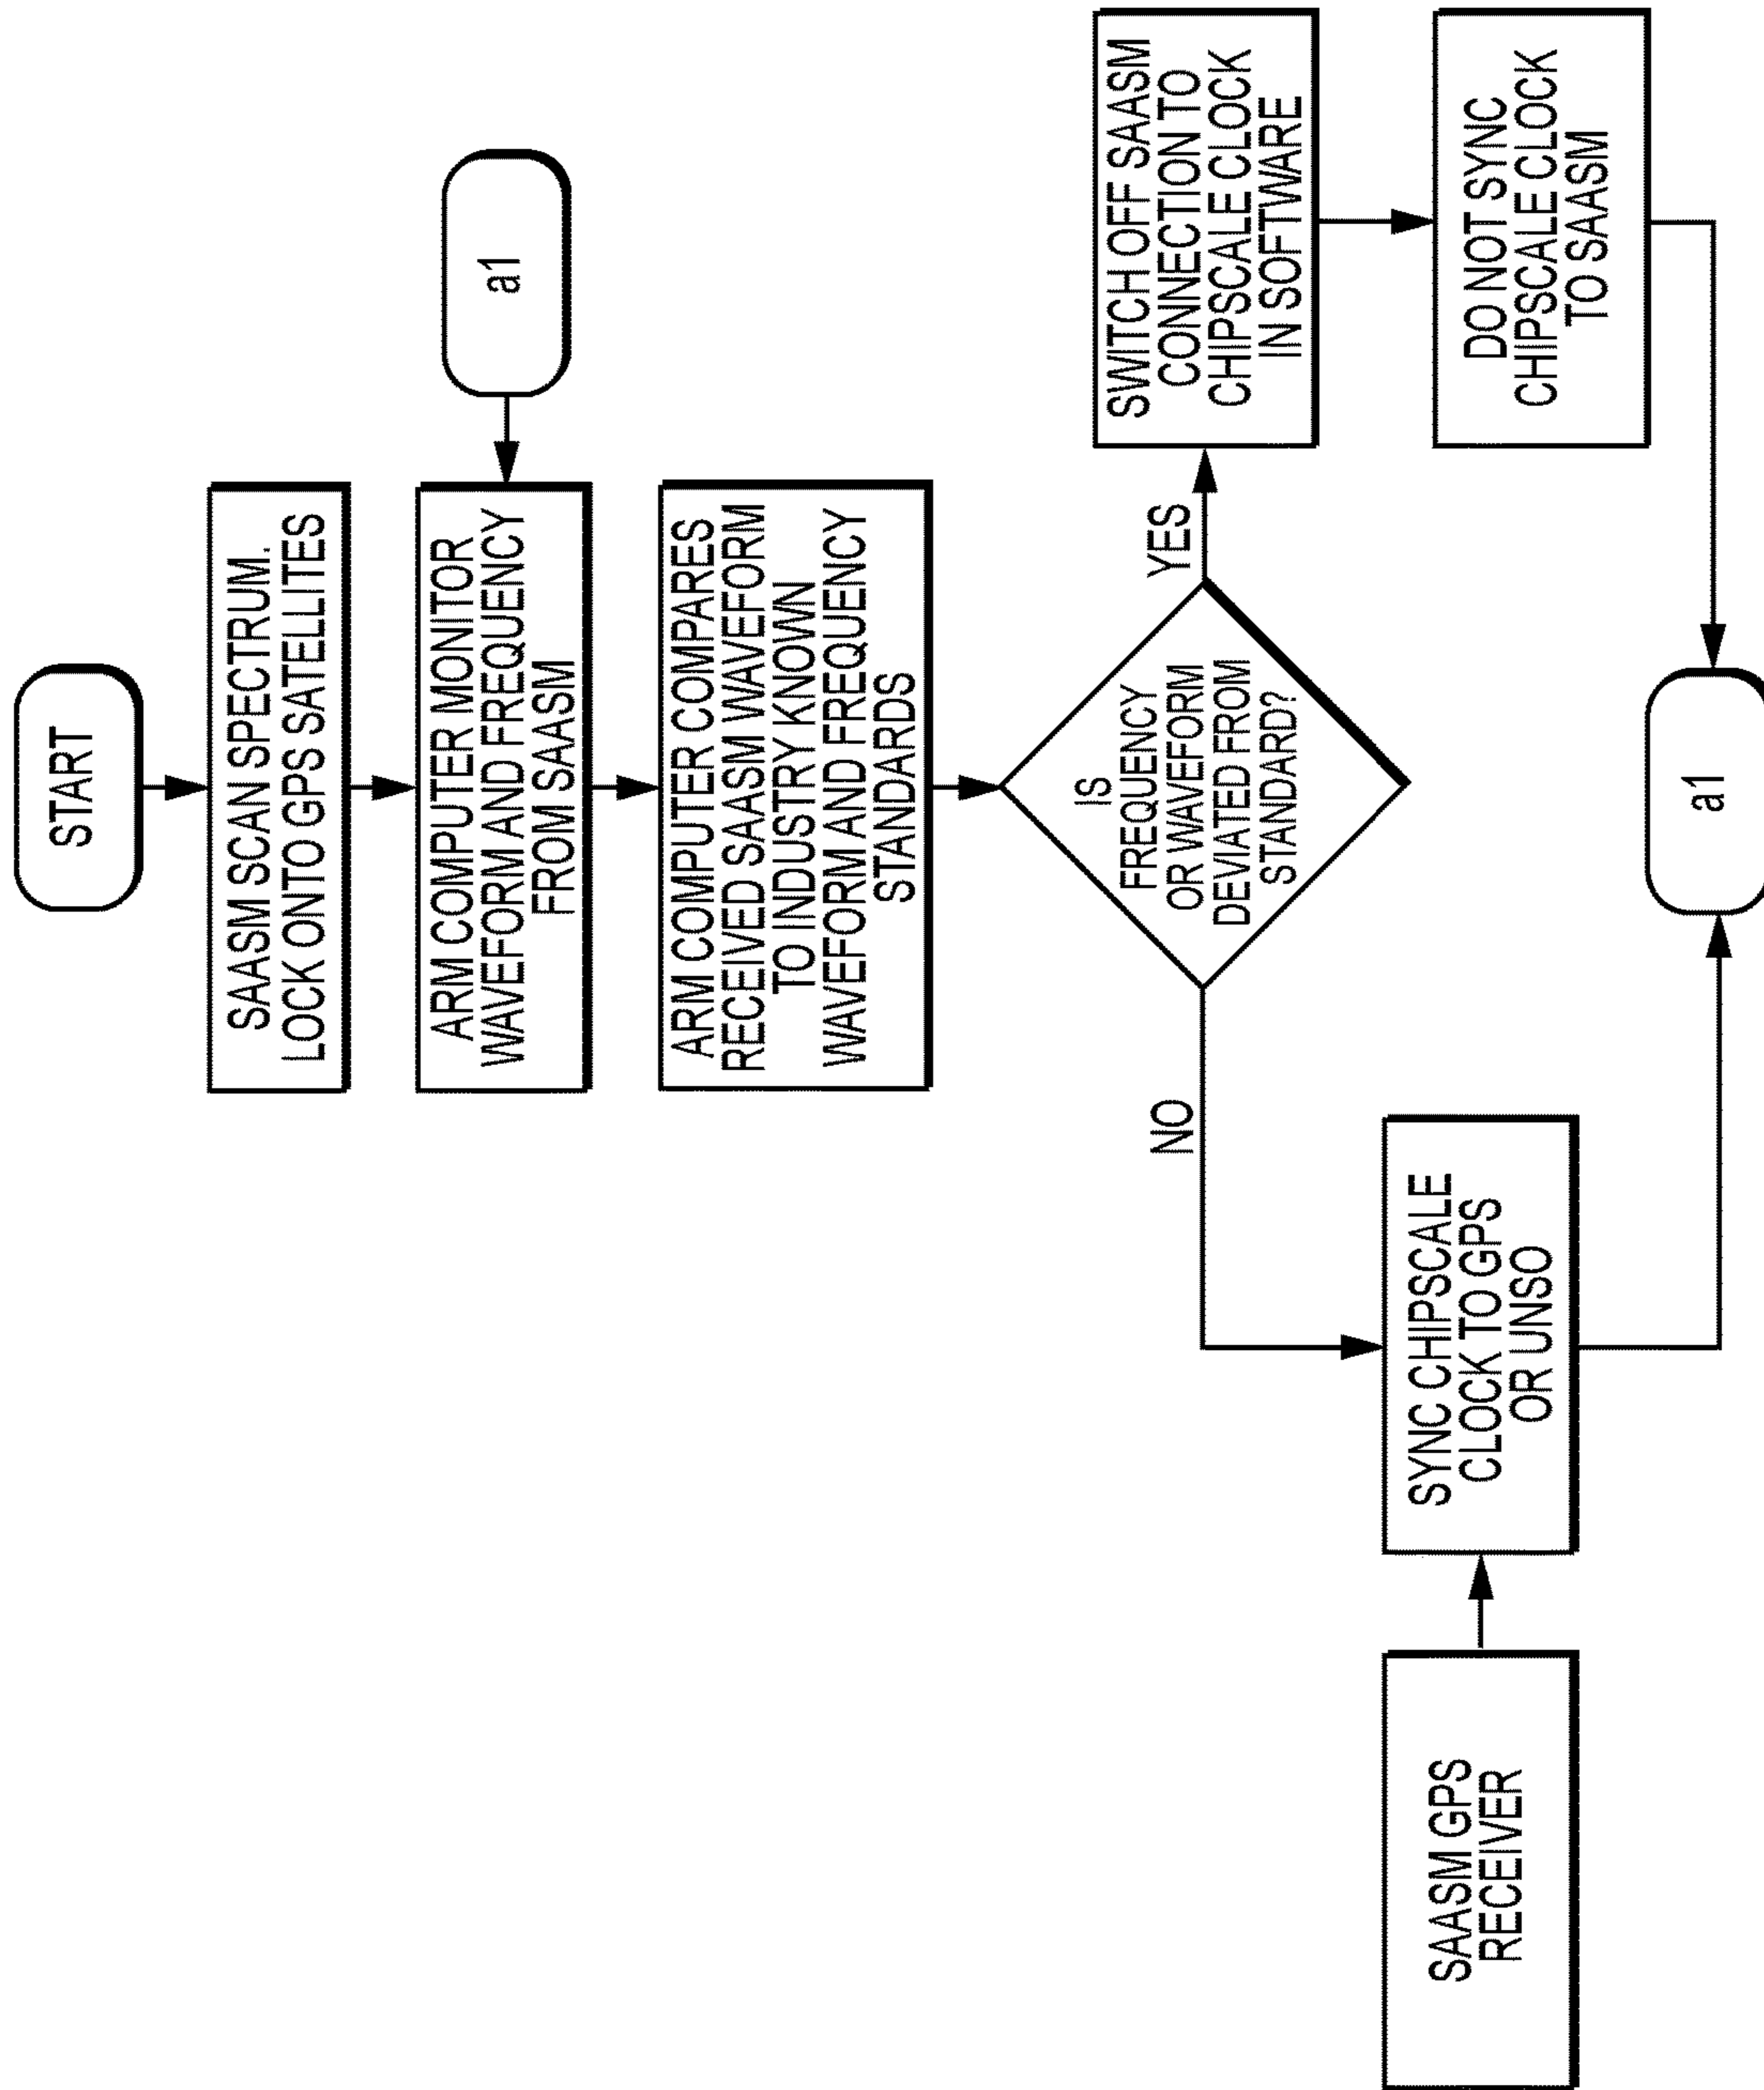 START
SAASM SCAN SPECTRUM.
LOCK ONTO GPS SATELLITES
a1
ARM COMPUTER MONITOR
WAVEFORM AND FREQUENCY
FROM SAASM
ARM COMPUTER COMPARES
RECEIVED SAASM WAVEFORM
TO INDUSTRY KNOWN
WAVEFORM AND FREQUENCY
STANDARDS
IS
FREQUENCY
OR WAVEFORM
DEVIATED FROM
STANDARD?
NO
YES
SWITCH OFF SAASM
CONNECTION TO
CHIPSCALE CLOCK
IN SOFTWARE
SAASM GPS
RECEIVER
SYNC CHIPSCALE
CLOCK TO GPS
OR UNSO
DO NOT SYNC
CHIPSCALE CLOCK
TO SAASM
a1